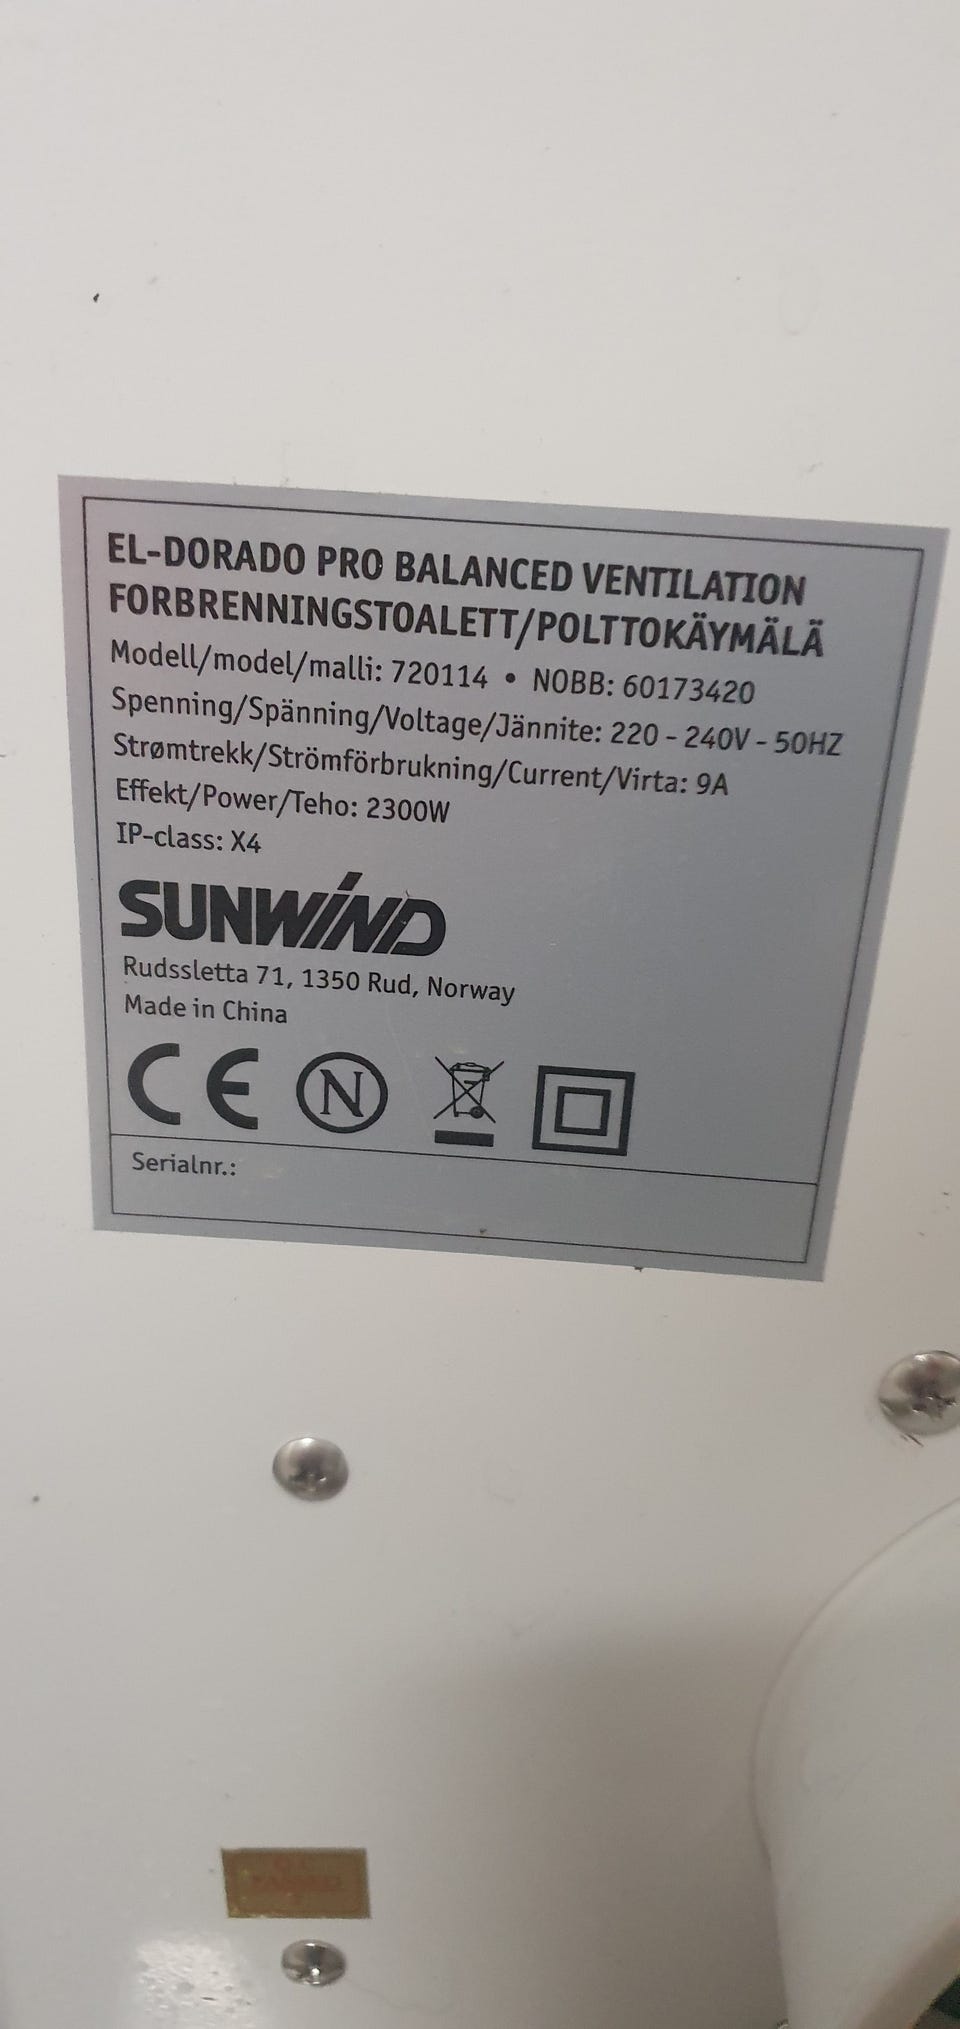 EL-DORADO PRO BALANCED VENTILATION
FORBRENNINGSTOALETT/POLTTOKÄYMÄLÄ
Modell/model/malli: 720114 • NOBB: 60173420
Spenning/Spänning/Voltage/Jännite: 220 - 240V - 50HZ
Strømtrekk/Strömförbrukning/Current/Virta: 9A
Effekt/Power/Teho: 2300W
IP-class: X4
SUNWIND
Rudssletta 71, 1350 Rud, Norway
Made in China
CE N
Serialnr.: